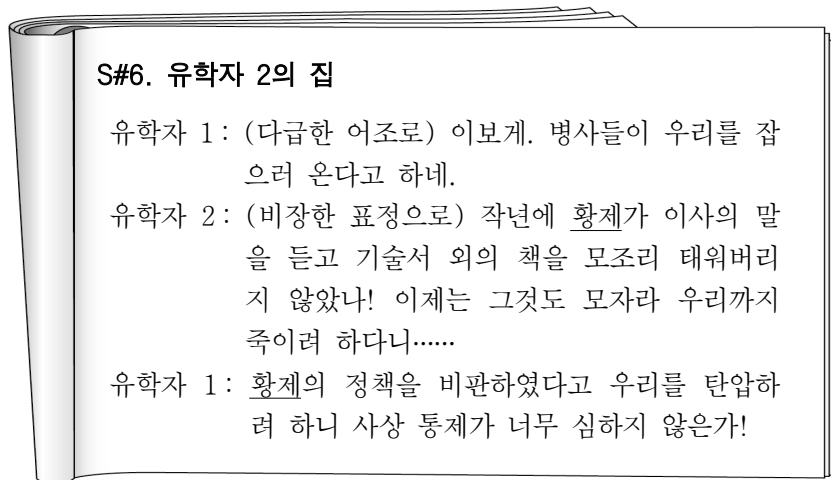 S#6. 유학자 2의 집
유학자 1 : (다급한 어조로) 이보게. 병사들이 우리를 잡
으러 온다고 하네.
유학자 2 : (비장한 표정으로) 작년에 황제가 이사의 말
을 듣고 기술서 외의 책을 모조리 태워버리
지 않았나! 이제는 그것도 모자라 우리까지
죽이려 하다니……
유학자 1 : 황제의 정책을 비판하였다고 우리를 탄압하
려 하니 사상 통제가 너무 심하지 않은가!